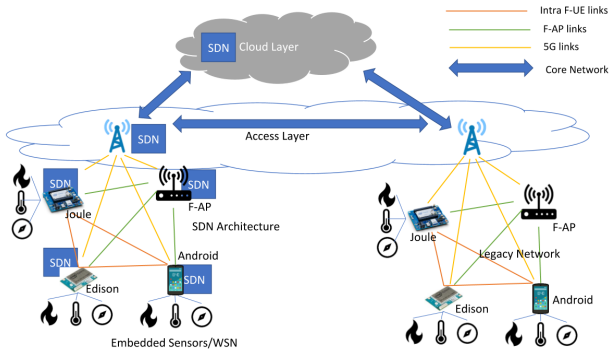 Intra F-UE links
F-AP links
5G links
Core Network
SDN Cloud Layer
SDN
Access Layer
SDN
SDN
Joule
F-AP
SDN Architecture
Joule
F-AP
Legacy Network
SDN
Edison
Android
SDN
Edison
Android
Embedded Sensors/WSN